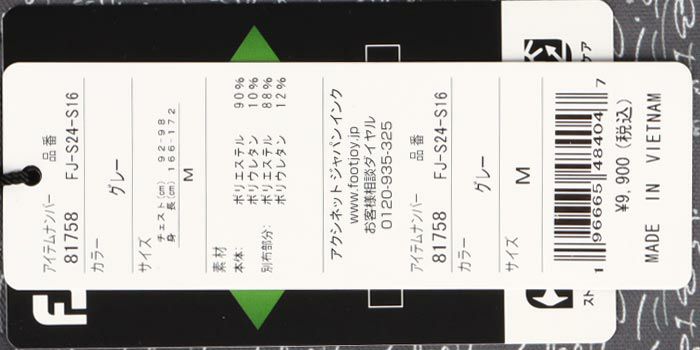 アイテムナンバー 品番
81758 FJ-S24-S16
カラー
グレー
サイズ
チェスト(cm) 92-98
身 長(cm) 166-172
M
素材
本体: ポリエステル 90%
ポリウレタン 10%
別布部分: ポリエステル 88%
ポリウレタン 12%
アクシネット ジャパン インク
www.footjoy.jp
お客様相談ダイヤル
0120-935-325
アイテムナンバー 品番
81758 FJ-S24-S16
カラー
グレー
サイズ
M
1 96665 48404 7
¥9,900 (税込)
MADE IN VIETNAM
F
スト
ケア